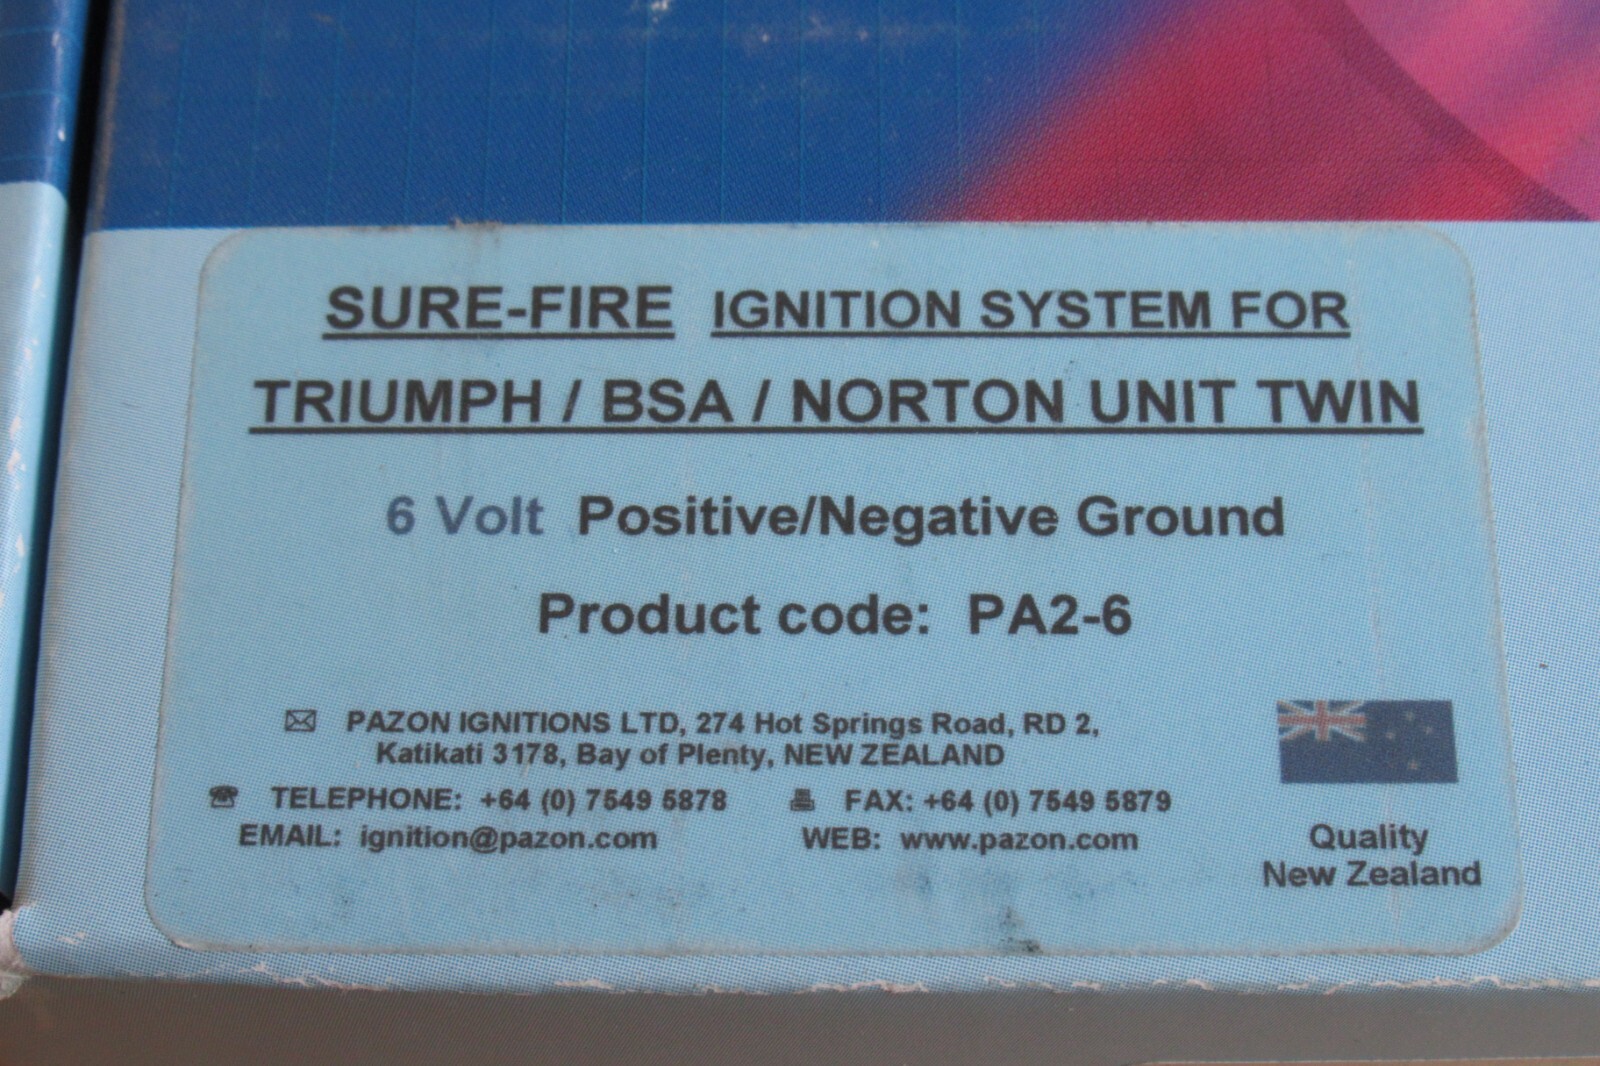 SURE-FIRE IGNITION SYSTEM FOR
TRIUMPH / BSA / NORTON UNIT TWIN
6 Volt Positive/Negative Ground
Product code: PA2-6
PAZON IGNITIONS LTD, 274 Hot Springs Road, RD 2,
Katikati 3178, Bay of Plenty, NEW ZEALAND
TELEPHONE: +64 (0) 7549 5878 FAX: +64 (0) 7549 5879
EMAIL: ignition@pazon.com WEB: www.pazon.com
Quality
New Zealand